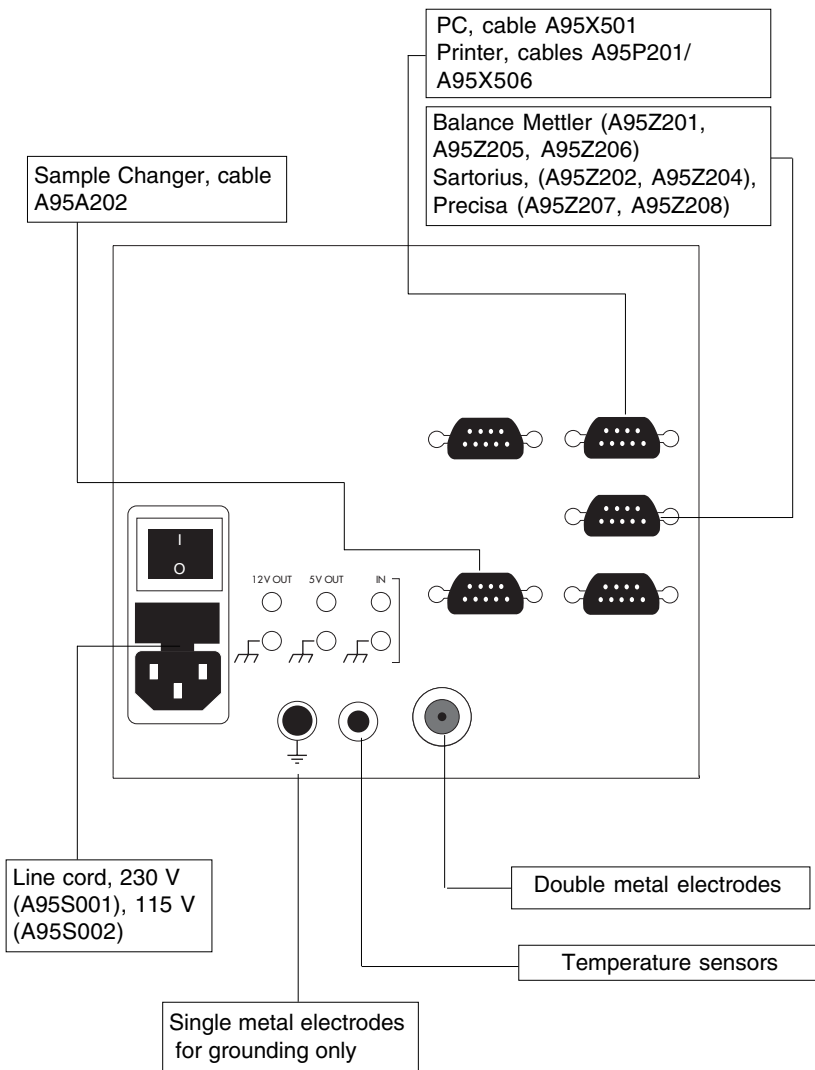 PC, cable A95X501
Printer, cables A95P201/
A95X506
Balance Mettler (A95Z201,
A95Z205, A95Z206)
Sartorius, (A95Z202, A95Z204),
Precisa (A95Z207, A95Z208)
Sample Changer, cable
A95A202
I
O
12V OUT 5V OUT IN
Line cord, 230 V
(A95S001), 115 V
(A95S002)
Double metal electrodes
Temperature sensors
Single metal electrodes
for grounding only